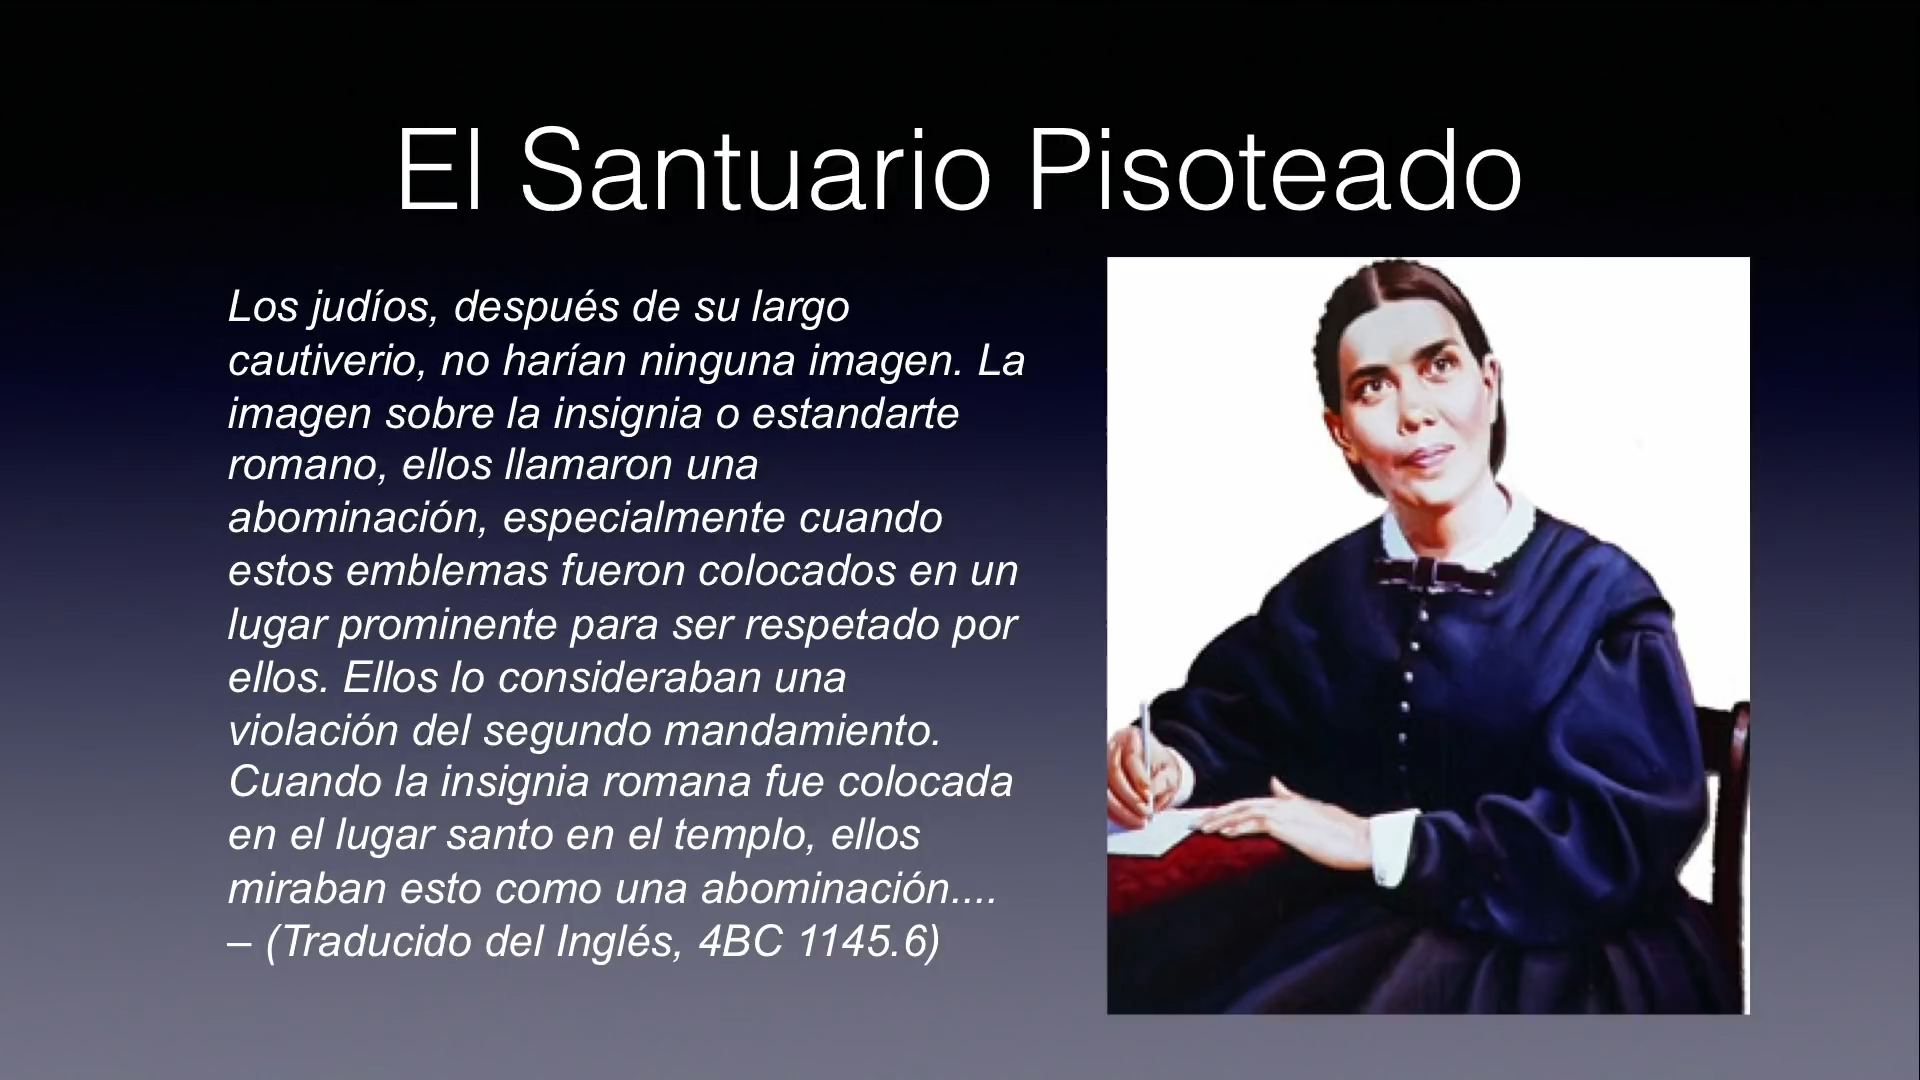 El Santuario Pisoteado
Los judíos, después de su largo
cautiverio, no harían ninguna imagen. La
imagen sobre la insignia o estandarte
romano, ellos llamaron una
abominación, especialmente cuando
estos emblemas fueron colocados en un
lugar prominente para ser respetado por
ellos. Ellos lo consideraban una
violación del segundo mandamiento.
Cuando la insignia romana fue colocada
en el lugar santo en el templo, ellos
miraban esto como una abominación....
– (Traducido del Inglés, 4BC 1145.6)